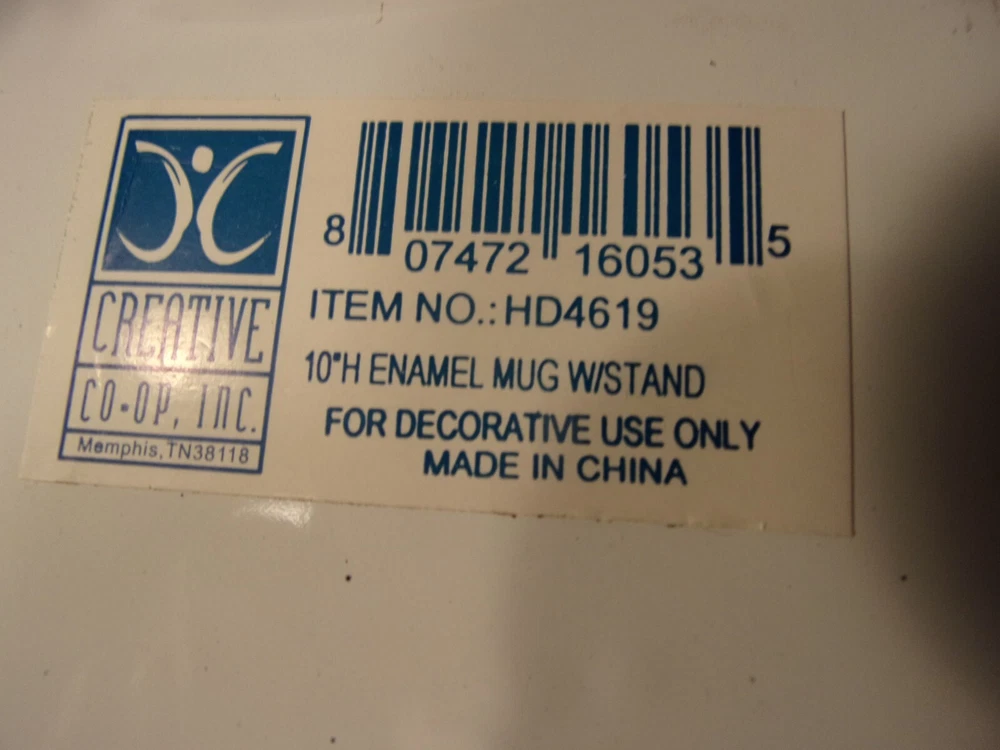 CREATIVE
CO-OP, INC.
Memphis, TN38118
8 07472 16053 5
ITEM NO.: HD4619
10"H ENAMEL MUG W/STAND
FOR DECORATIVE USE ONLY
MADE IN CHINA